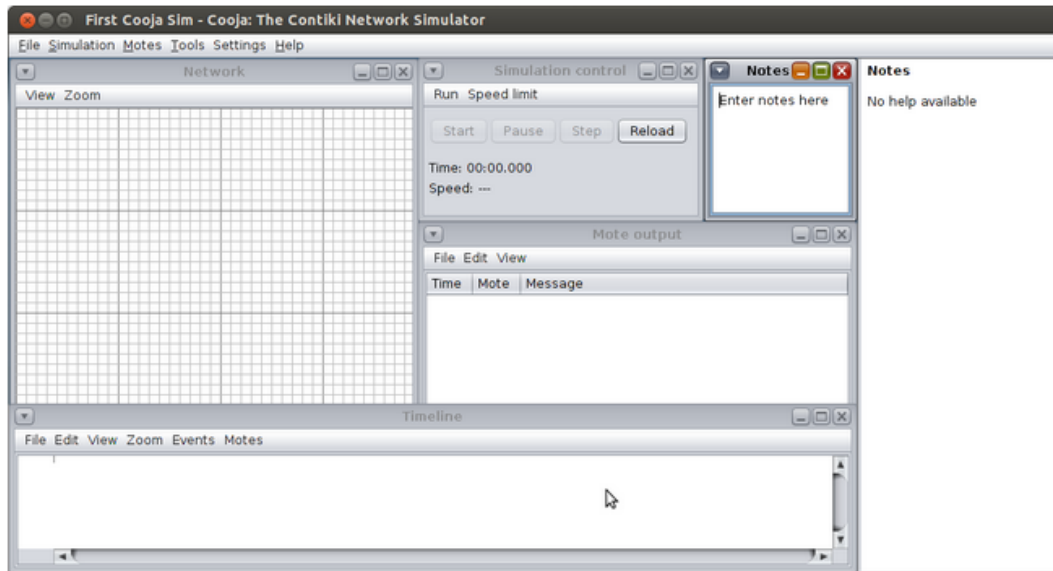 First Cooja Sim - Cooja: The Contiki Network Simulator
File Simulation Motes Tools Settings Help
Network
View Zoom
Simulation control
Run Speed limit
Start Pause Step Reload
Time: 00:00.000
Speed: ---
Notes
Enter notes here
Notes
No help available
Mote output
File Edit View
Time Mote Message
Timeline
File Edit View Zoom Events Motes